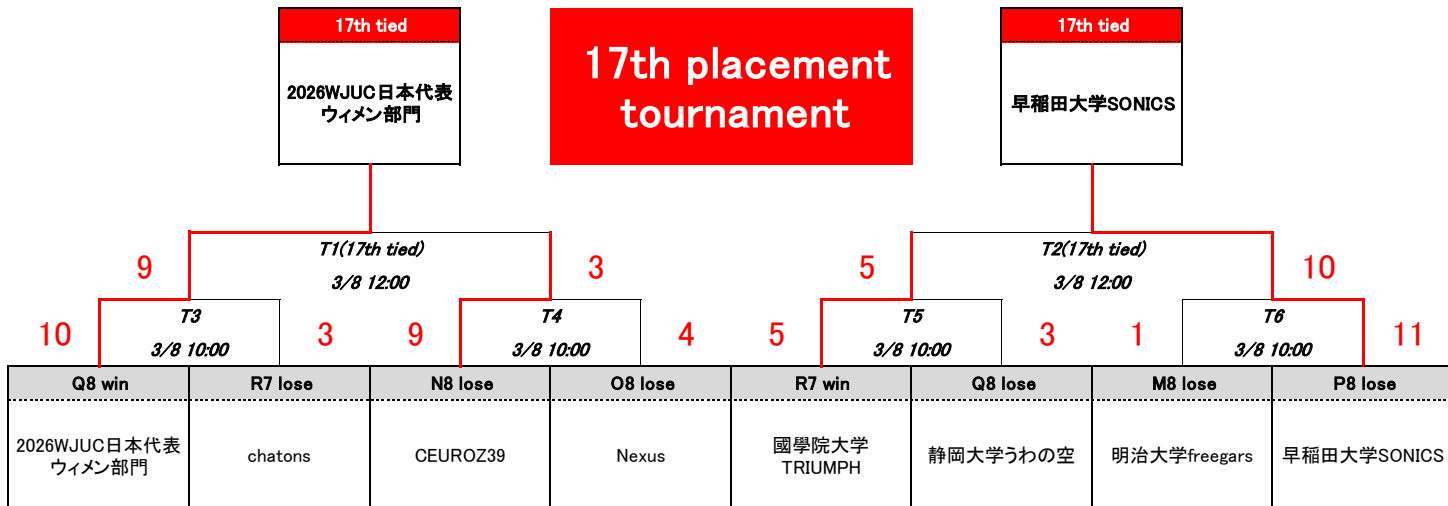 17th tied
17th placement
tournament
17th tied
2026WJUC日本代表
ウィメン部門
早稲田大学SONICS
T1(17th tied)
T2(17th tied)
9
3
5
10
3/8 12:00
3/8 12:00
T3
T4
T5
T6
10
3
9
4
5
3
1
11
3/8 10:00
3/8 10:00
3/8 10:00
3/8 10:00
Q8 win
R7 lose
N8 lose
O8 lose
R7 win
Q8 lose
M8 lose
P8 lose
2026WJUC日本代表
ウィメン部門
chatons
CEUROZ39
Nexus
國學院大学
TRIUMPH
静岡大学うわの空
明治大学freegars
早稲田大学SONICS